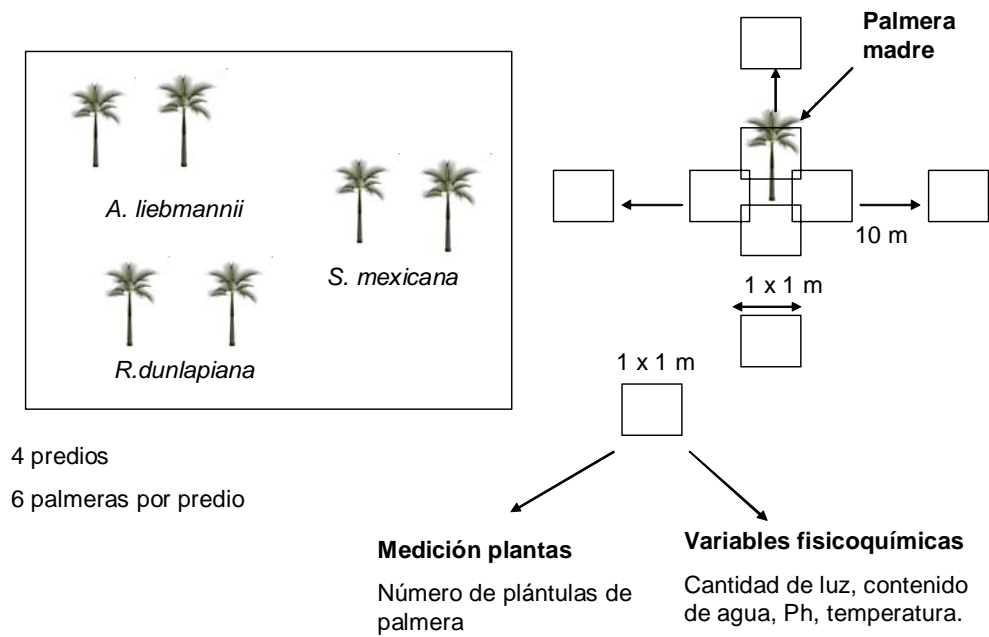 A. liebmannii
S. mexicana
R.dunlapiana
4 predios
6 palmeras por predio
Palmera
madre
10 m
1 x 1 m
1 x 1 m
Medición plantas
Número de plántulas de
palmera
Variables fisicoquímicas
Cantidad de luz, contenido
de agua, Ph, temperatura.